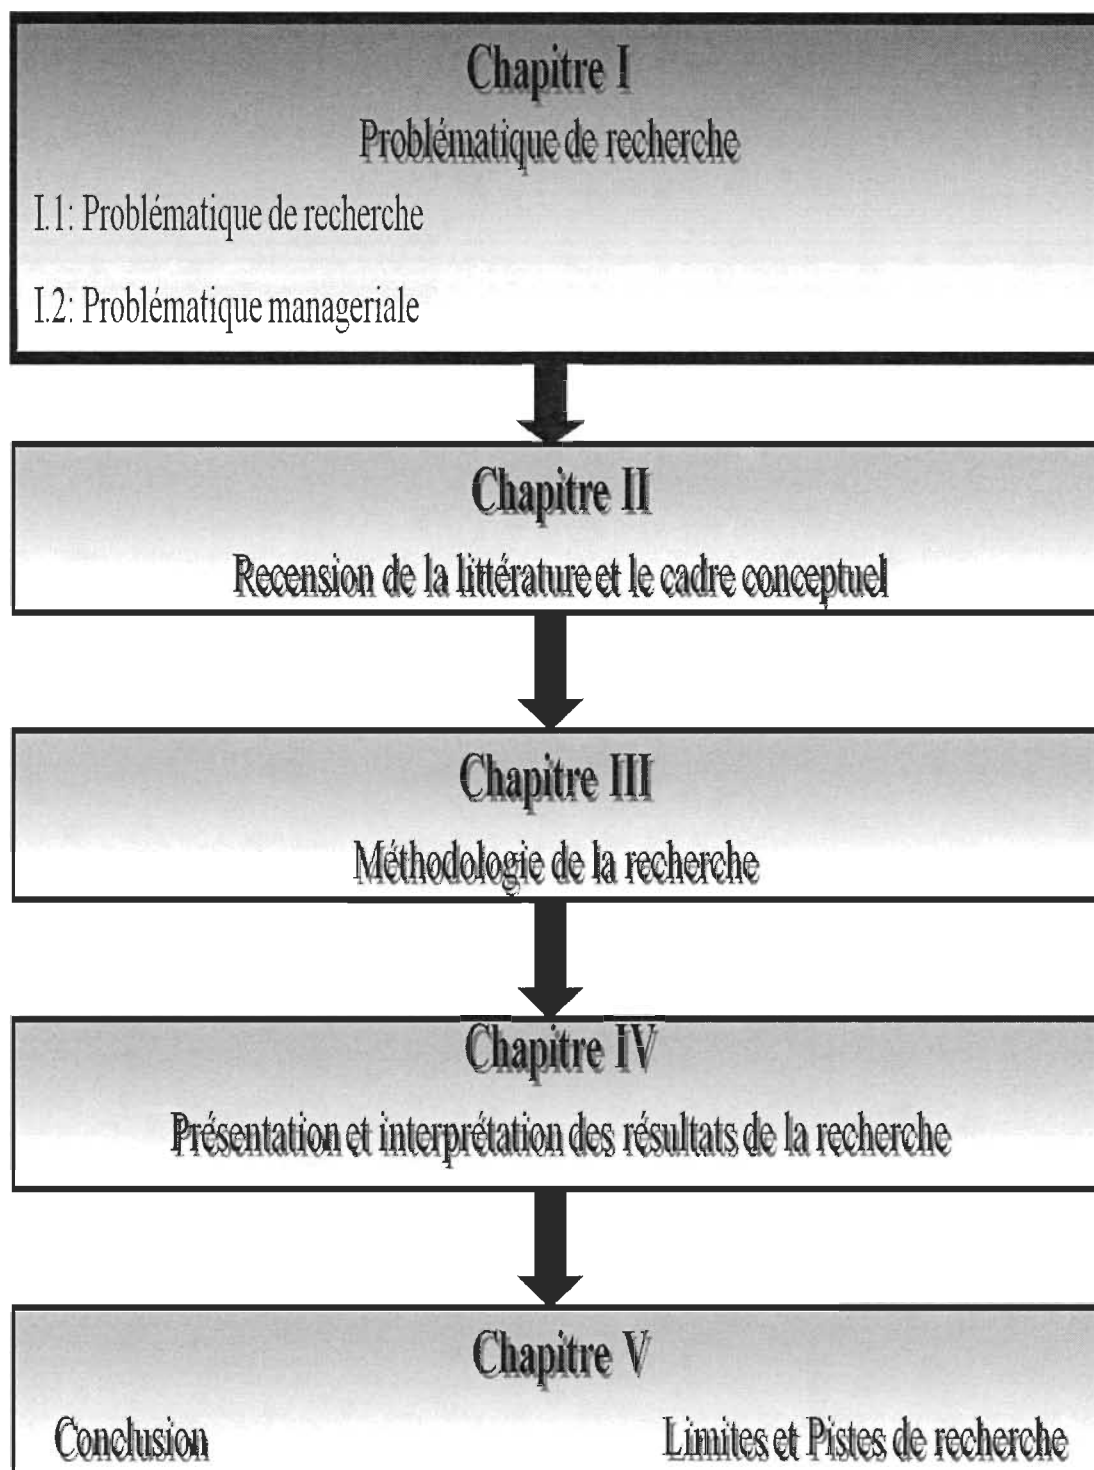 Chapitre I
Problématique de recherche
I.1: Problématique de recherche
I.2: Problématique manageriale
Chapitre II
Recension de la littérature et le cadre conceptuel
Chapitre III
Méthodologie de la recherche
Chapitre IV
Présentation et interprétation des résultats de la recherche
Chapitre V
Conclusion Limites et Pistes de recherche